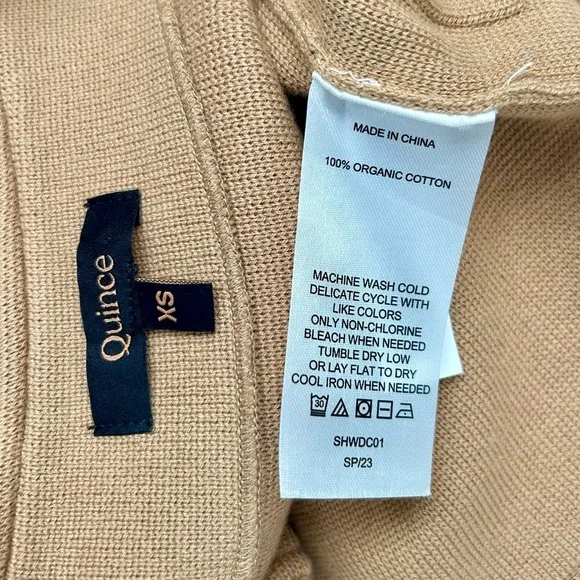 Quince
XS
MADE IN CHINA
100% ORGANIC COTTON
MACHINE WASH COLD
DELICATE CYCLE WITH
LIKE COLORS
ONLY NON-CHLORINE
BLEACH WHEN NEEDED
TUMBLE DRY LOW
OR LAY FLAT TO DRY
COOL IRON WHEN NEEDED
30
SHWDC01
SP/23